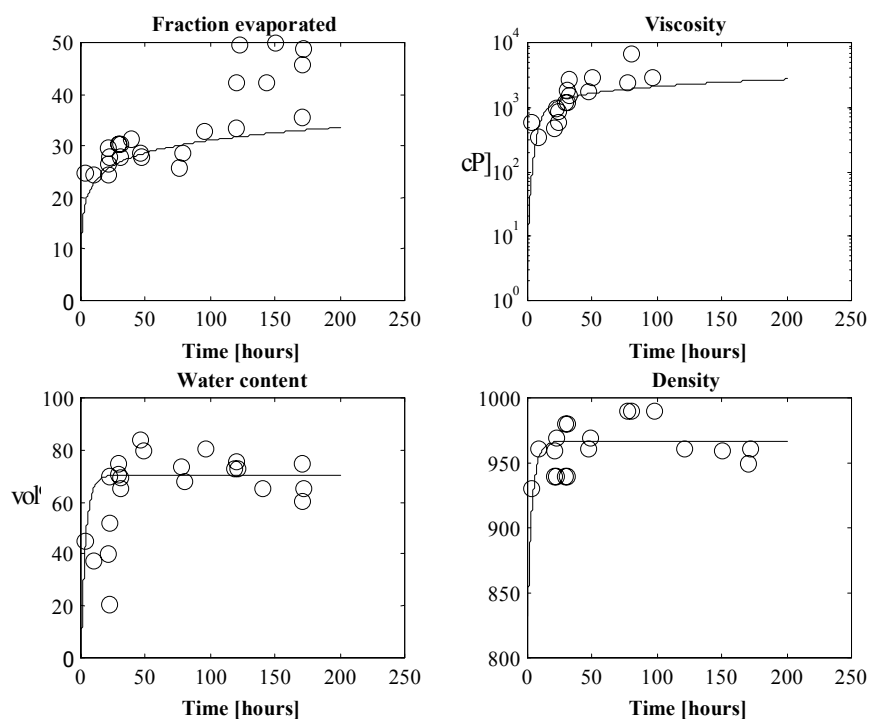 Fraction evaporated
50
40
30
20
10
0
0 50 100 150 200 250
Time [hours]
Viscosity
10^4
10^3
cP]
10^2
10^1
10^0
0 50 100 150 200 250
Time [hours]
Water content
100
80
60
vol
40
20
0
0 50 100 150 200 250
Time [hours]
Density
1000
950
900
850
800
0 50 100 150 200 250
Time [hours]